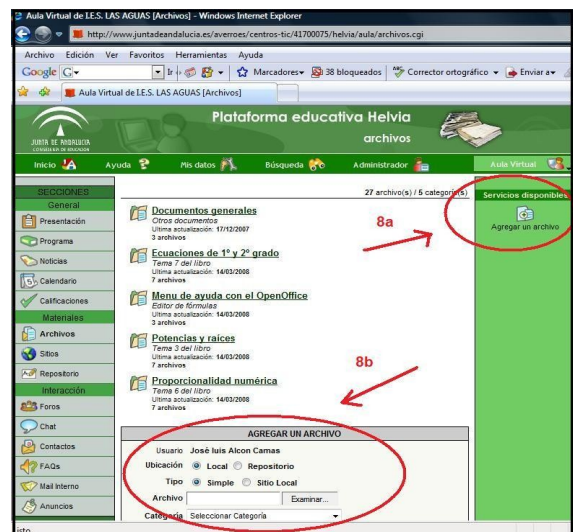 Aula Virtual de I.E.S. LAS AGUAS [Archivos] - Windows Internet Explorer
http://www.juntadeandalucia.es/averroes/centros-tic/41700075/helvia/aula/archivos.cgi
Archivo Edición Ver Favoritos Herramientas Ayuda
Google G Ir Marcadores 38 bloqueados Corrector ortográfico Enviar a
Aula Virtual de I.E.S. LAS AGUAS [Archivos]
Plataforma educativa Helvia
archivos
JUNTA DE ANDALUCIA
Inicio Ayuda Mis datos Búsqueda Administrador Aula Virtual
SECCIONES
General
Presentación
Programa
Noticias
Calendario
Calificaciones
Materiales
Archivos
Sitios
Repositorio
Interacción
Foros
Chat
Contactos
FAQs
Mail Interno
Anuncios
27 archivo(s) / 5 categoría(s)
Documentos generales
Otros documentos
Ultima actualización: 17/12/2007
3 archivos
Ecuaciones de 1º y 2º grado
Tema 7 del libro
Ultima actualización: 14/03/2008
7 archivos
Menu de ayuda con el OpenOffice
Editor de fórmulas
Ultima actualización: 14/03/2008
3 archivos
Potencias y raíces
Tema 3 del libro
Ultima actualización: 14/03/2008
7 archivos
Proporcionalidad numérica
Tema 6 del libro
Ultima actualización: 14/03/2008
7 archivos
8a
8b
AGREGAR UN ARCHIVO
Usuario José luis Alcon Camas
Ubicación Local Repositorio
Tipo Simple Sitio Local
Archivo Examinar...
Categoría Seleccionar Categoría
Servicios disponibles
Agregar un archivo